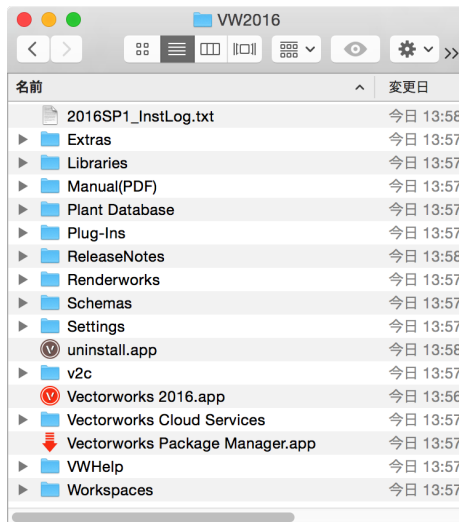 VW2016
名前 変更日
2016SP1_InstLog.txt 今日 13:58
Extras 今日 13:57
Libraries 今日 13:57
Manual(PDF) 今日 13:57
Plant Database 今日 13:57
Plug-Ins 今日 13:57
ReleaseNotes 今日 13:58
Renderworks 今日 13:57
Schemas 今日 13:57
Settings 今日 13:57
uninstall.app 今日 13:58
v2c 今日 13:57
Vectorworks 2016.app 今日 13:56
Vectorworks Cloud Services 今日 13:57
Vectorworks Package Manager.app 今日 13:57
VWHelp 今日 13:57
Workspaces 今日 13:57